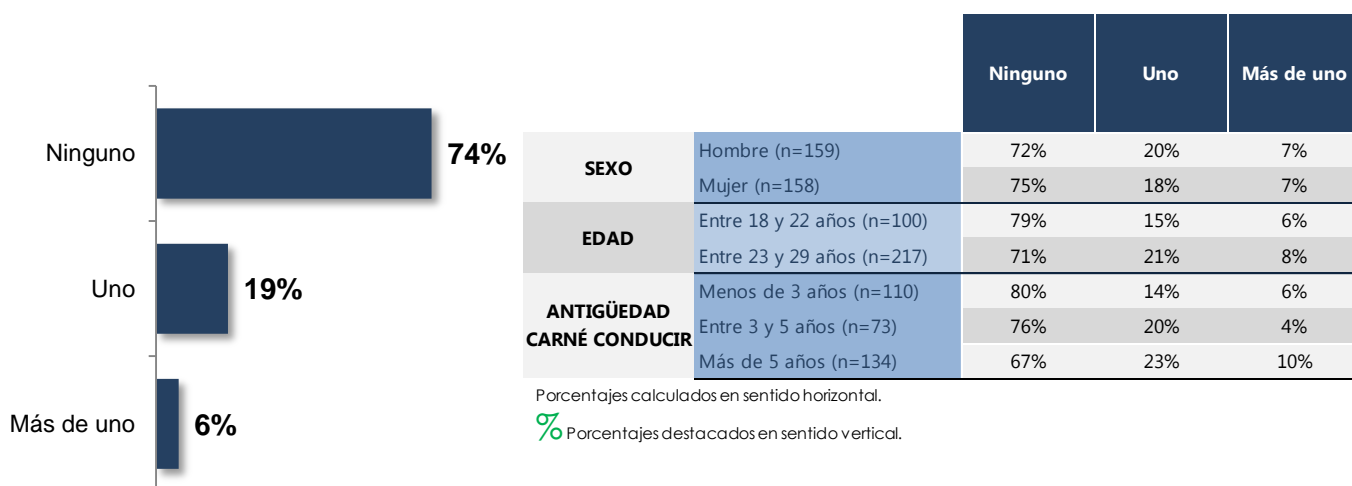 Ninguno 74%
Uno 19%
Más de uno 6%
Ninguno Uno Más de uno
SEXO
Hombre (n=159) 72% 20% 7%
Mujer (n=158) 75% 18% 7%
EDAD
Entre 18 y 22 años (n=100) 79% 15% 6%
Entre 23 y 29 años (n=217) 71% 21% 8%
ANTIGÜEDAD
CARNÉ CONDUCIR
Menos de 3 años (n=110) 80% 14% 6%
Entre 3 y 5 años (n=73) 76% 20% 4%
Más de 5 años (n=134) 67% 23% 10%
Porcentajes calculados en sentido horizontal.
% Porcentajes destacados en sentido vertical.